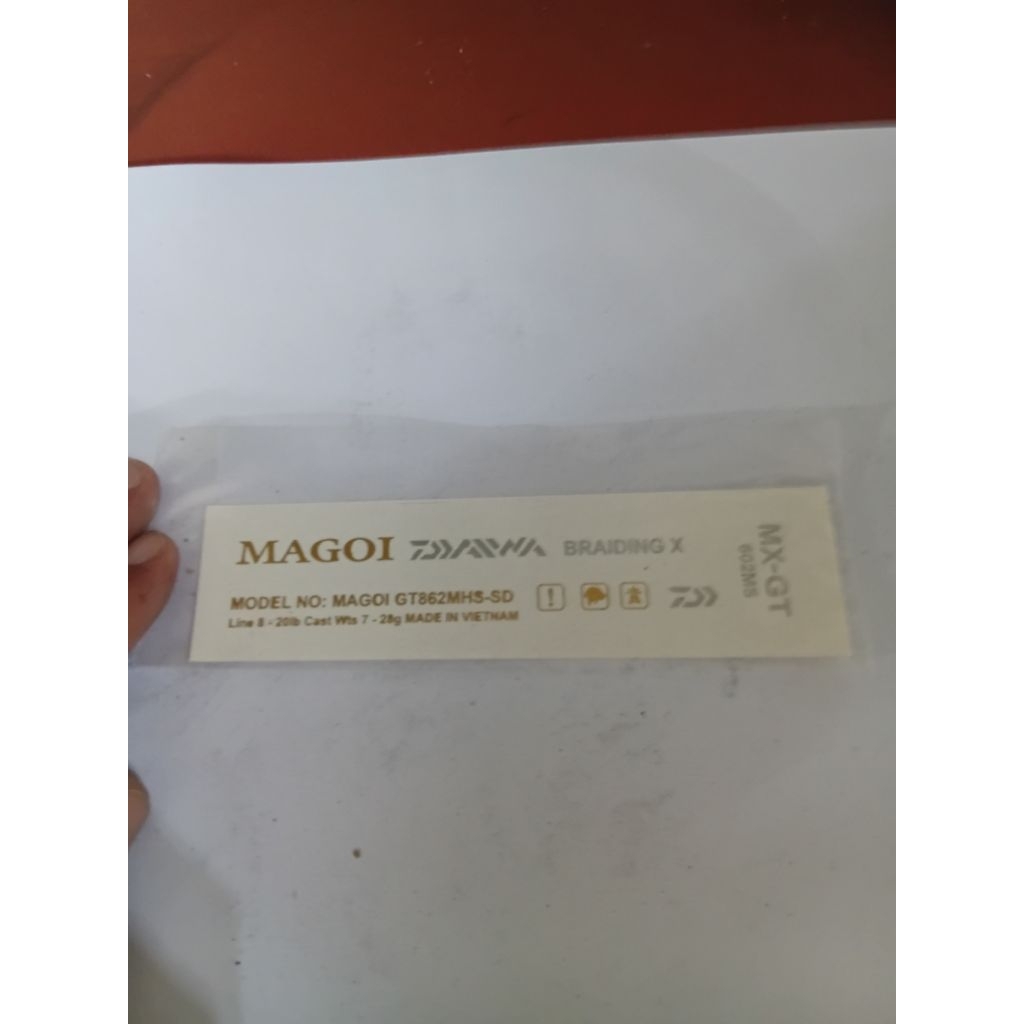 MAGOI DAIWA BRAIDING X
MODEL NO: MAGOI GT862MHS-SD
Line 8 - 20lb Cast Wts 7 - 28g MADE IN VIETNAM
MX-GT
602MS